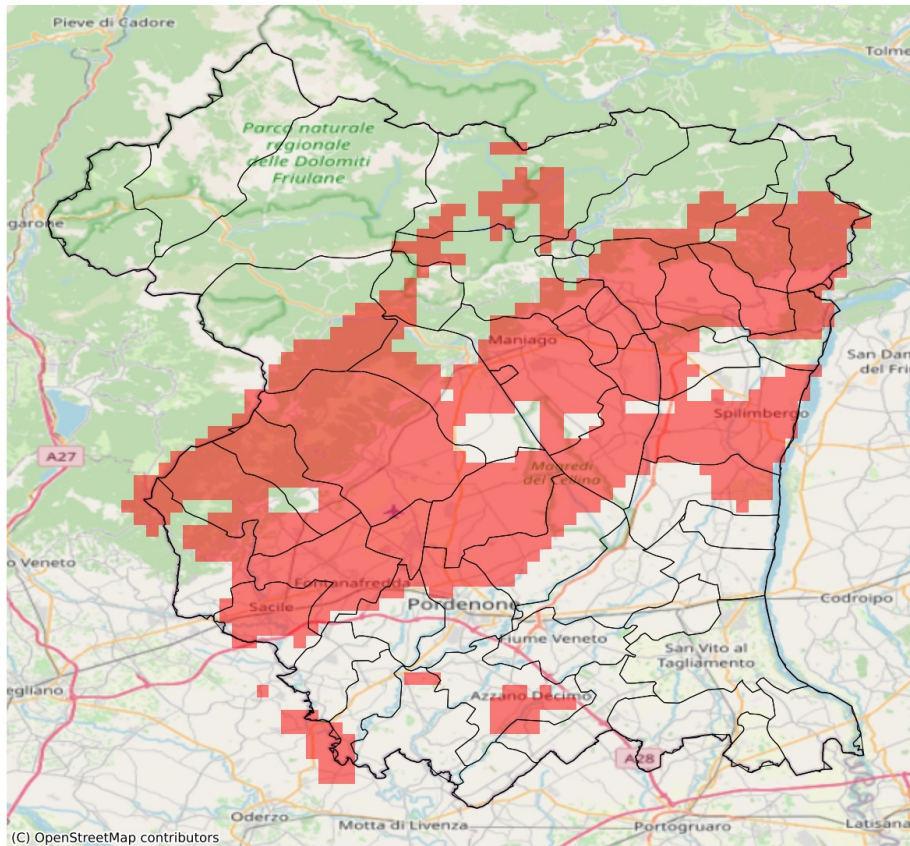 Pieve di Cadore
Tolme
Parco naturale
regionale
delle Dolomiti
Friulane
garone
Maniago
San Dan
del Friu
Spilimbergo
A27
Magredi
del Cellina
o Veneto
Fontanafredda
Sacile
Pordenone
Codroipo
Fiume Veneto
San Vito al
Tagliamento
egliano
Azzano Decimo
A28
Oderzo
Motta di Livenza
Portogruaro
Latisana
(C) OpenStreetMap contributors